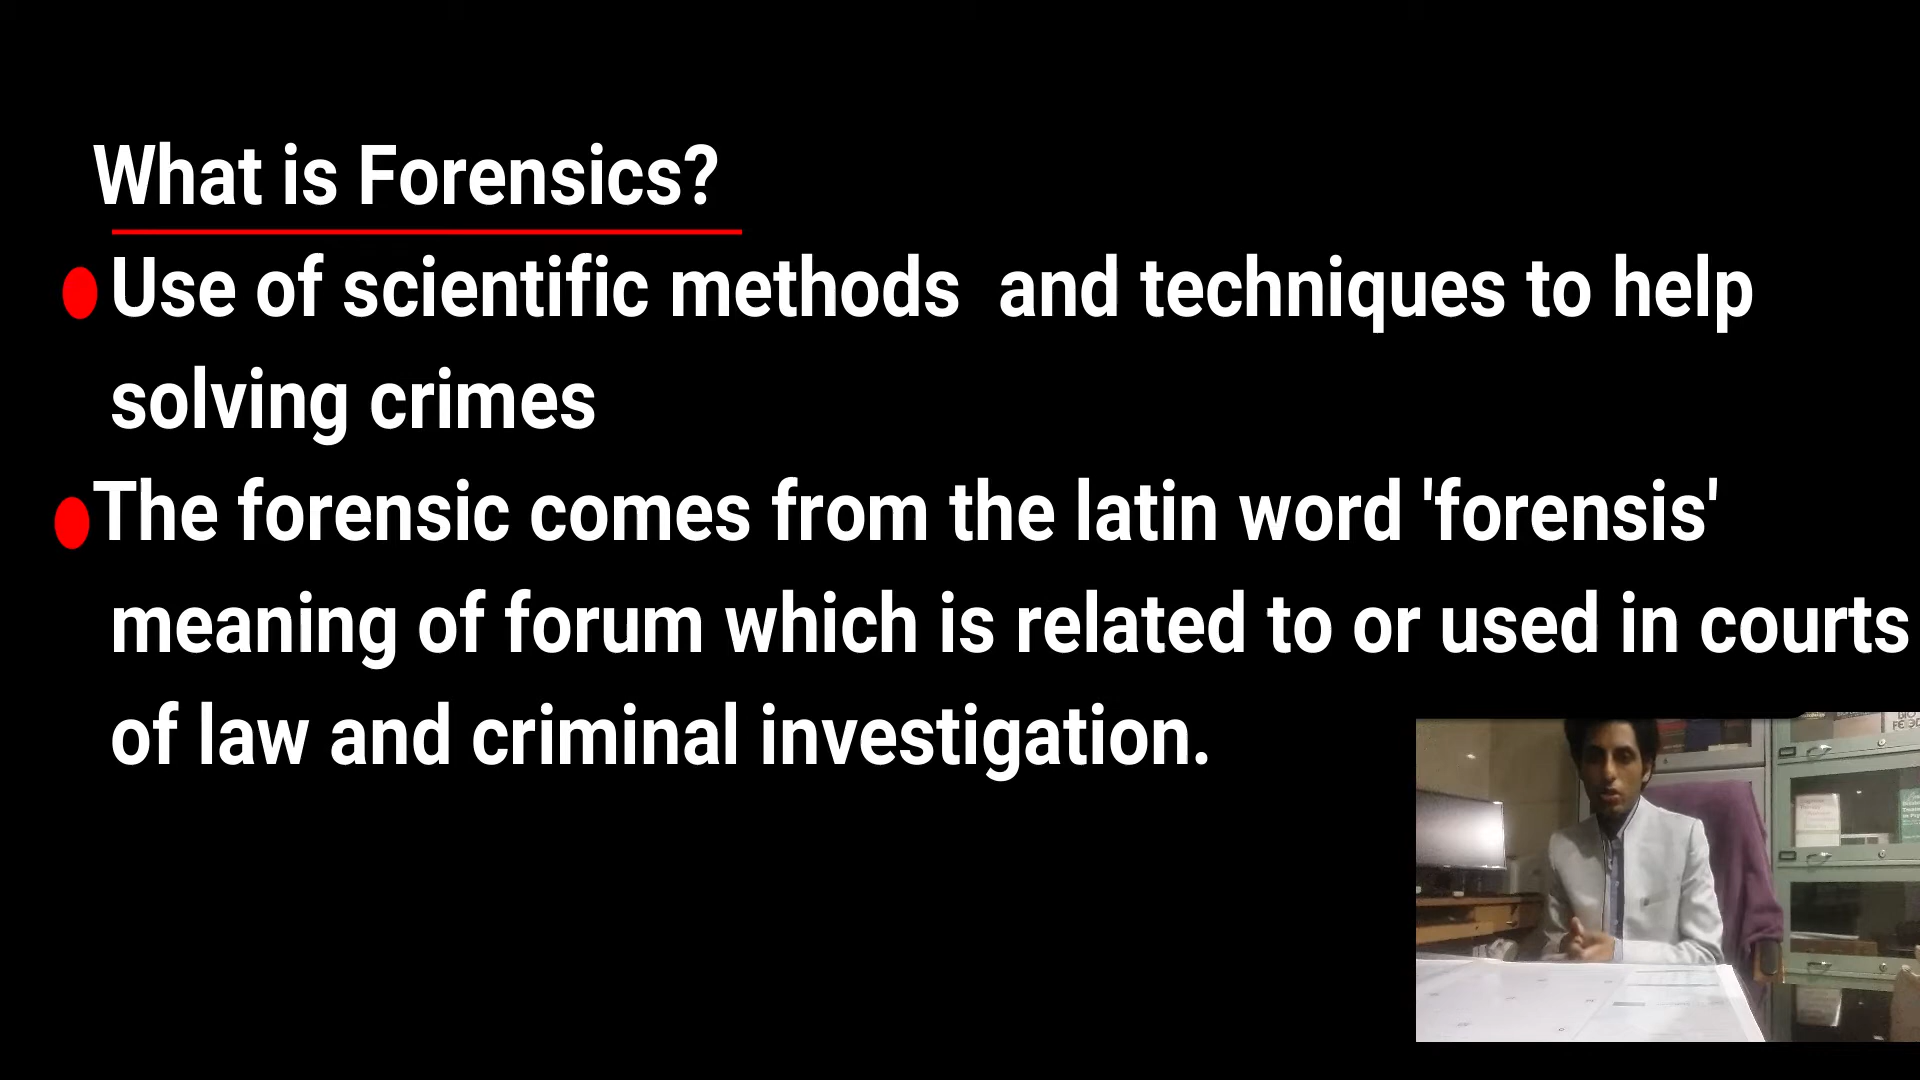 What is Forensics?
Use of scientific methods and techniques to help
solving crimes
The forensic comes from the latin word 'forensis'
meaning of forum which is related to or used in courts
of law and criminal investigation.